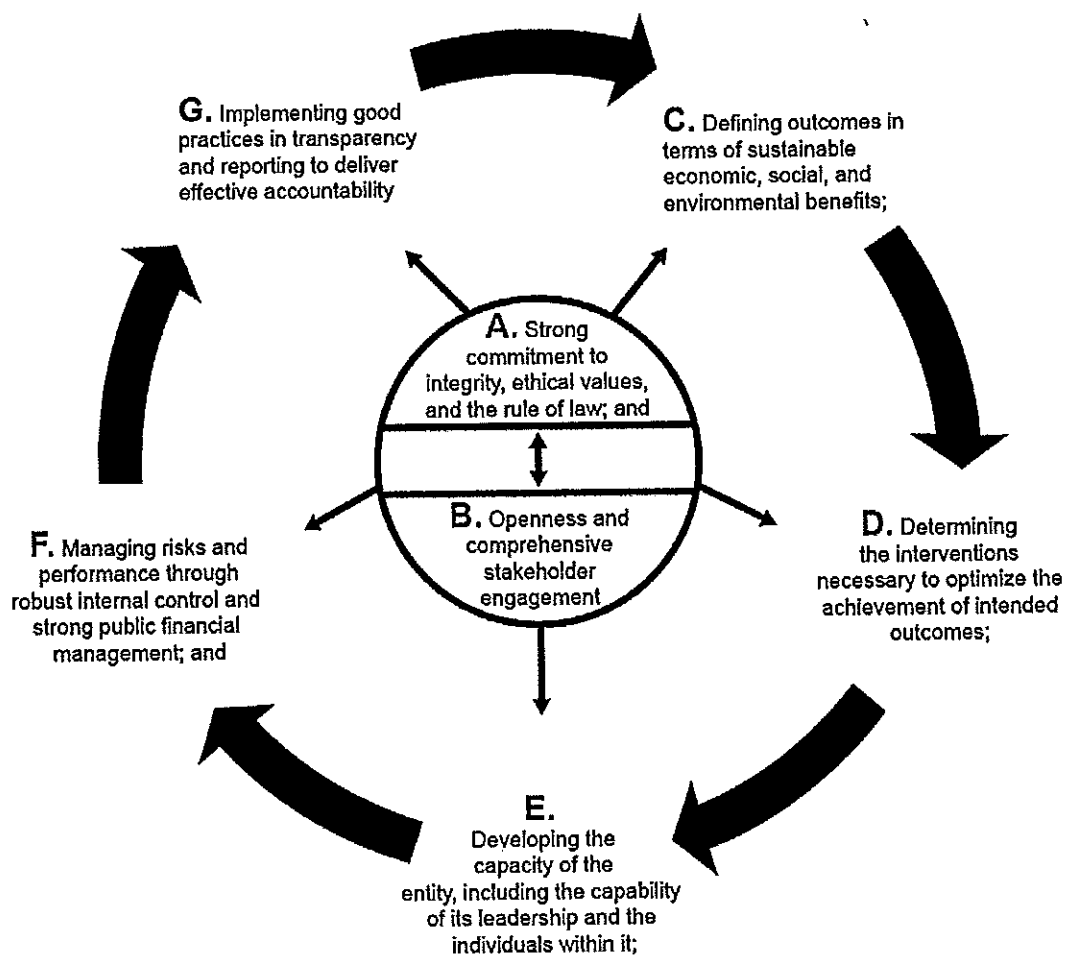 G. Implementing good
practices in transparency
and reporting to deliver
effective accountability
C. Defining outcomes in
terms of sustainable
economic, social, and
environmental benefits;
A. Strong
commitment to
integrity, ethical values,
and the rule of law; and
B. Openness and
comprehensive
stakeholder
engagement
D. Determining
the interventions
necessary to optimize the
achievement of intended
outcomes;
E.
Developing the
capacity of the
entity, including the capability
of its leadership and the
individuals within it;
F. Managing risks and
performance through
robust internal control and
strong public financial
management; and